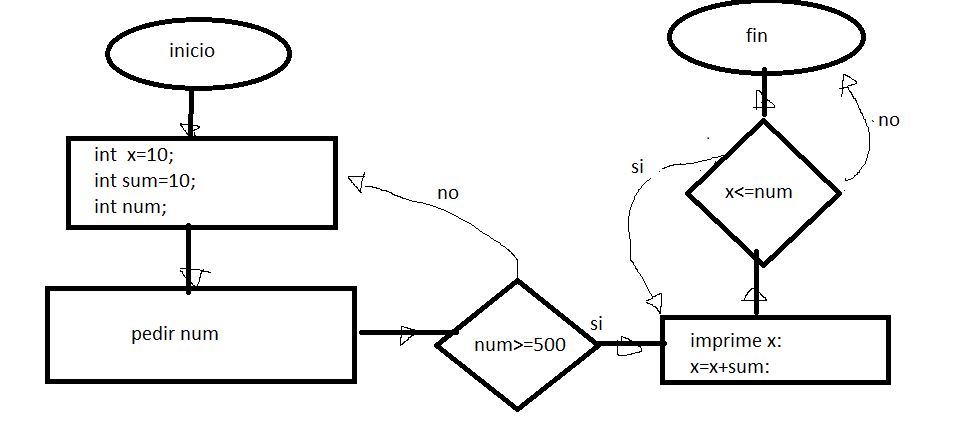 inicio
int x=10;
int sum=10;
int num;
pedir num
no
num>=500
si
imprime x:
x=x+sum:
x<=num
si
no
fin